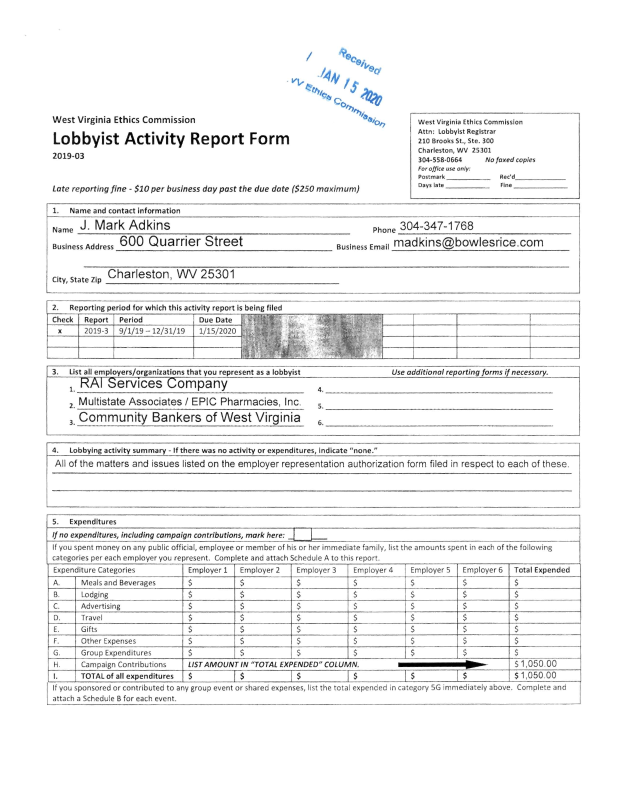 Received
JAN 15 2020
WV Ethics Commission
West Virginia Ethics Commission
Lobbyist Activity Report Form
2019-03
West Virginia Ethics Commission
Attn: Lobbyist Registrar
210 Brooks St., Ste. 300
Charleston, WV 25301
304-558-0664 No faxed copies
For office use only:
Postmark Rec'd
Days late Fine
Late reporting fine - $10 per business day past the due date ($250 maximum)
1. Name and contact information
Name J. Mark Adkins Phone 304-347-1768
Business Address 600 Quarrier Street Business Email madkins@bowlesrice.com
City, State Zip Charleston, WV 25301
2. Reporting period for which this activity report is being filed
Check Report Period Due Date
x 2019-3 9/1/19 – 12/31/19 1/15/2020
3. List all employers/organizations that you represent as a lobbyist Use additional reporting forms if necessary.
1. RAI Services Company 4.
2. Multistate Associates / EPIC Pharmacies, Inc. 5.
3. Community Bankers of West Virginia 6.
4. Lobbying activity summary - If there was no activity or expenditures, indicate "none."
All of the matters and issues listed on the employer representation authorization form filed in respect to each of these.
5. Expenditures
If no expenditures, including campaign contributions, mark here:
If you spent money on any public official, employee or member of his or her immediate family, list the amounts spent in each of the following
categories per each employer you represent. Complete and attach Schedule A to this report.
Expenditure Categories Employer 1 Employer 2 Employer 3 Employer 4 Employer 5 Employer 6 Total Expended
A. Meals and Beverages $ $ $ $ $ $ $
B. Lodging $ $ $ $ $ $ $
C. Advertising $ $ $ $ $ $ $
D. Travel $ $ $ $ $ $ $
E. Gifts $ $ $ $ $ $ $
F. Other Expenses $ $ $ $ $ $ $
G. Group Expenditures $ $ $ $ $ $ $
H. Campaign Contributions LIST AMOUNT IN "TOTAL EXPENDED" COLUMN. $ 1,050.00
I. TOTAL of all expenditures $ $ $ $ $ $ $ 1,050.00
If you sponsored or contributed to any group event or shared expenses, list the total expended in category 5G immediately above. Complete and
attach a Schedule B for each event.